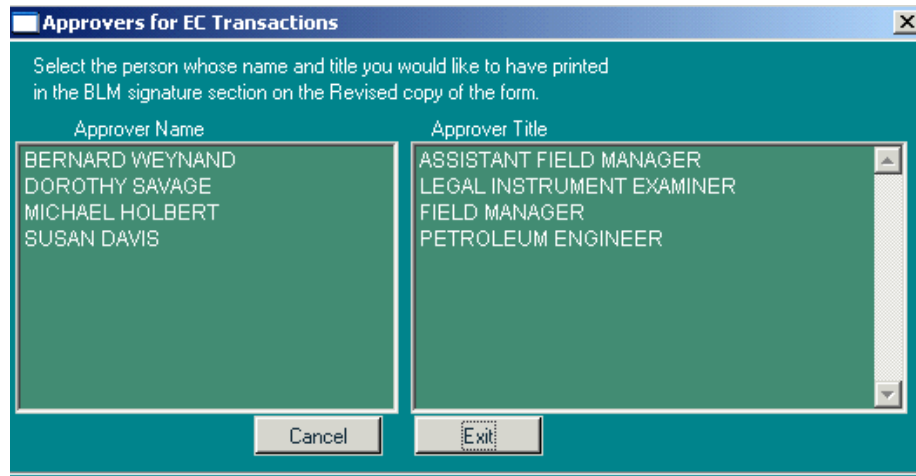 Approvers for EC Transactions
Select the person whose name and title you would like to have printed
in the BLM signature section on the Revised copy of the form.
Approver Name
Approver Title
BERNARD WEYNAND
ASSISTANT FIELD MANAGER
DOROTHY SAVAGE
LEGAL INSTRUMENT EXAMINER
MICHAEL HOLBERT
FIELD MANAGER
SUSAN DAVIS
PETROLEUM ENGINEER
Cancel
Exit